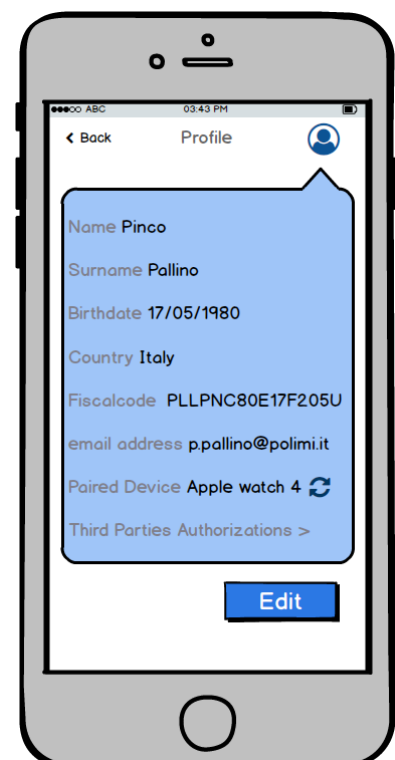 ABC 03:43 PM
< Back Profile
Name Pinco
Surname Pallino
Birthdate 17/05/1980
Country Italy
Fiscalcode PLLPNC80E17F205U
email address p.pallino@polimi.it
Paired Device Apple watch 4
Third Parties Authorizations >
Edit